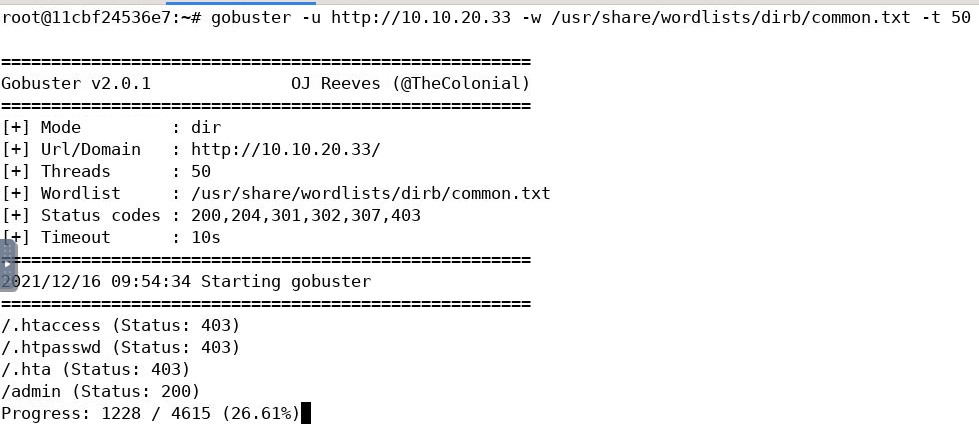 root@11cbf24536e7:~# gobuster -u http://10.10.20.33 -w /usr/share/wordlists/dirb/common.txt -t 50
=====================================================
Gobuster v2.0.1              OJ Reeves (@TheColonial)
=====================================================
[+] Mode         : dir
[+] Url/Domain   : http://10.10.20.33/
[+] Threads      : 50
[+] Wordlist     : /usr/share/wordlists/dirb/common.txt
[+] Status codes : 200,204,301,302,307,403
[+] Timeout      : 10s
=====================================================
2021/12/16 09:54:34 Starting gobuster
=====================================================
/.htaccess (Status: 403)
/.htpasswd (Status: 403)
/.hta (Status: 403)
/admin (Status: 200)
Progress: 1228 / 4615 (26.61%)